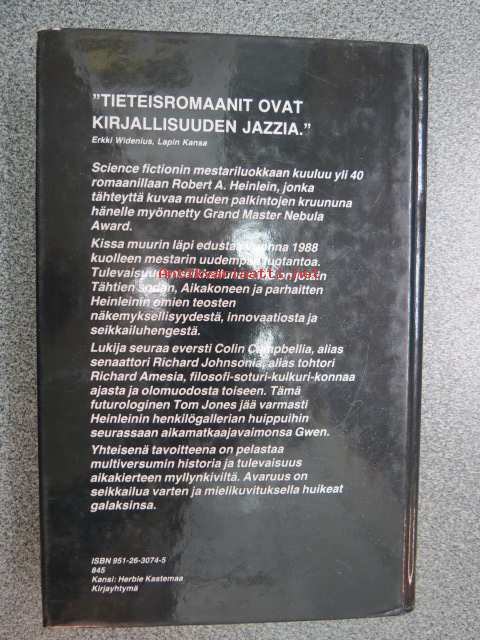 "TIETEISROMAANIT OVAT
KIRJALLISUUDEN JAZZIA."
Erkki Widenius, Lapin Kansa
Science fictionin mestariluokkaan kuuluu yli 40
romaanillaan Robert A. Heinlein, jonka
tähteyttä kuvaa muiden palkintojen kruununa
hänelle myönnetty Grand Master Nebula
Award.
Kissa muurin läpi edustaa vuonna 1988
kuolleen mestarin uudempaa tuotantoa.
Tähtien sodan, Aikakoneen ja parhaitten
Heinleinin omien teosten
näkemyksellisyydestä, innovaatiosta ja
seikkailuhengestä.
Lukija seuraa eversti Colin Campbellia, alias
senaattori Richard Johnsonia, alias tohtori
Richard Amesia, filosofi-soturi-kulkuri-konnaa
ajasta ja olomuodosta toiseen. Tämä
futurologinen Tom Jones jää varmasti
Heinleinin henkilögallerian huippuihin
seurassaan aikamatkaajavaimonsa Gwen.
Yhteisenä tavoitteena on pelastaa
multiversumin historia ja tulevaisuus
aikakierteen myllynkiviltä. Avaruus on
seikkailua varten ja mielikuvituksella huikeat
galaksinsa.
ISBN 951-26-3074-5
845
Kansi: Herbie Kastemaa
Kirjayhtymä